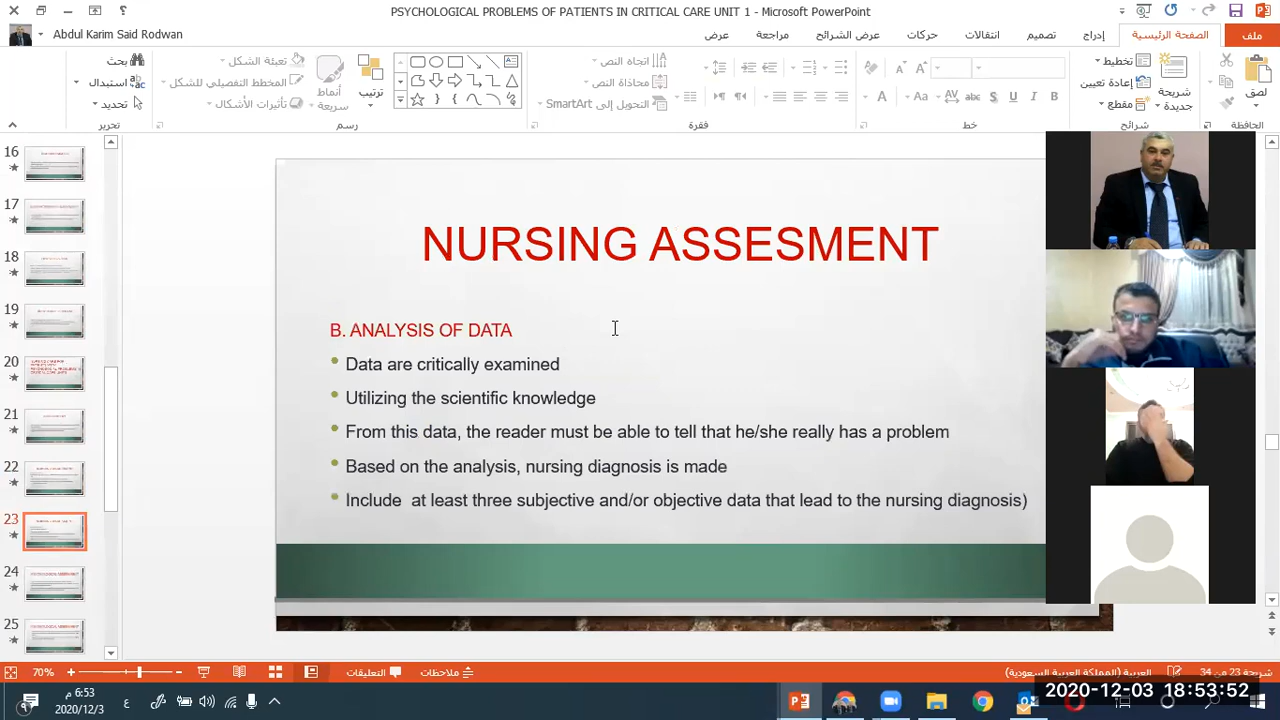 PSYCHOLOGICAL PROBLEMS OF PATIENTS IN CRITICAL CARE UNIT 1 - Microsoft PowerPoint
Abdul Karim Said Rodwan
ملف
الصفحة الرئيسية
إدراج
تصميم
انتقالات
حركات
عرض الشرائح
مراجعة
عرض
لصق
الحافظة
شريحة جديدة
تخطيط
إعادة تعيين
مقطع
شرائح
خط
اتجاه النص
محاذاة النص
التحويل إلى SmartArt
فقرة
ترتيب
أنماط سريعة
تعبئة الشكل
المخطط التفصيلي للشكل
تأثيرات الأشكال
رسم
بحث
استبدال
تحديد
تحرير
16
17
18
19
20
21
22
23
24
25
NURSING ASSESMENT
B. ANALYSIS OF DATA
Data are critically examined
Utilizing the scientific knowledge
From this data, the reader must be able to tell that he/she really has a problem
Based on the analysis, nursing diagnosis is made
Include at least three subjective and/or objective data that lead to the nursing diagnosis)
شريحة 23 من 34
العربية (المملكة العربية السعودية)
ملاحظات
التعليقات
70%
6:53 م
2020/12/3
ع
2020-12-03 18:53:52